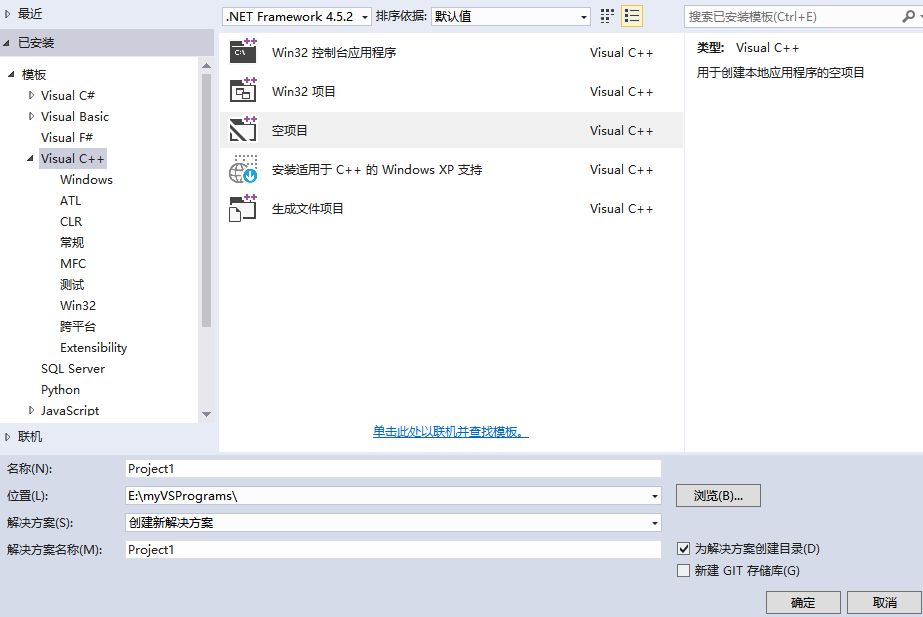 最近
.NET Framework 4.5.2 排序依据: 默认值
搜索已安装模板(Ctrl+E)
已安装
模板
Visual C#
Visual Basic
Visual F#
Visual C++
Windows
ATL
CLR
常规
MFC
测试
Win32
跨平台
Extensibility
SQL Server
Python
JavaScript
联机
C:\
Win32 控制台应用程序 Visual C++
Win32 项目 Visual C++
空项目 Visual C++
安装适用于 C++ 的 Windows XP 支持 Visual C++
生成文件项目 Visual C++
单击此处以联机并查找模板。
类型: Visual C++
用于创建本地应用程序的空项目
名称(N): Project1
位置(L): E:\myVSPrograms\ 浏览(B)...
解决方案(S): 创建新解决方案
解决方案名称(M): Project1
为解决方案创建目录(D)
新建 GIT 存储库(G)
确定 取消